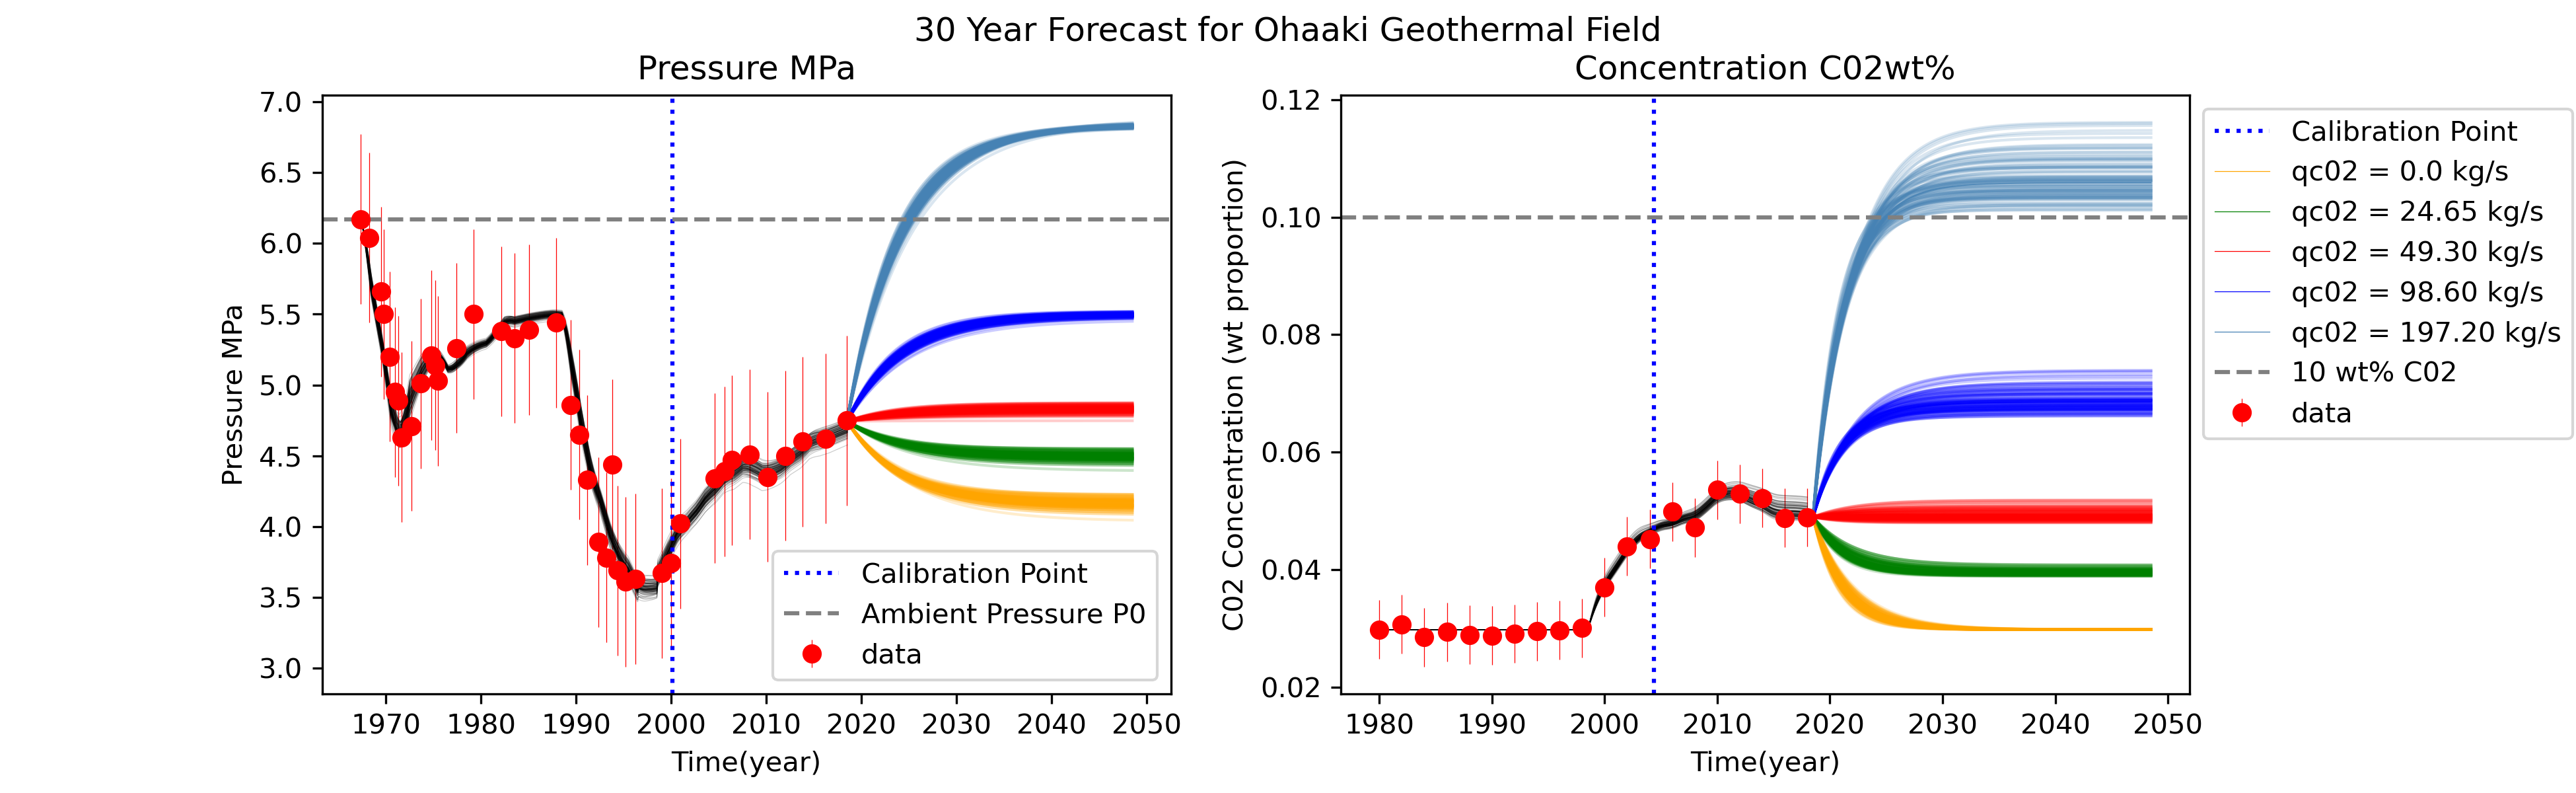 30 Year Forecast for Ohaaki Geothermal Field
Pressure MPa
Pressure MPa
7.0
6.5
6.0
5.5
5.0
4.5
4.0
3.5
3.0
1970 1980 1990 2000 2010 2020 2030 2040 2050
Time(year)
Calibration Point
Ambient Pressure P0
data
Concentration C02wt%
C02 Concentration (wt proportion)
0.12
0.10
0.08
0.06
0.04
0.02
1980 1990 2000 2010 2020 2030 2040 2050
Time(year)
Calibration Point
qc02 = 0.0 kg/s
qc02 = 24.65 kg/s
qc02 = 49.30 kg/s
qc02 = 98.60 kg/s
qc02 = 197.20 kg/s
10 wt% C02
data